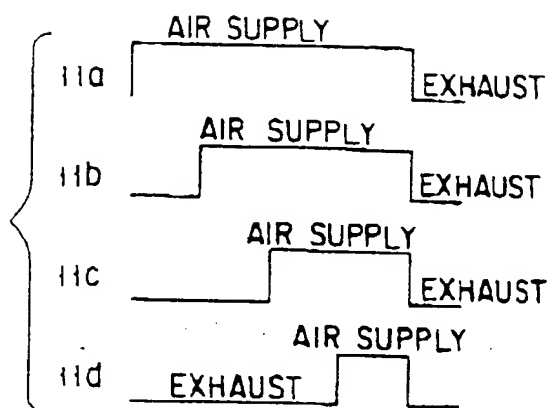 AIR SUPPLY
11a
EXHAUST
AIR SUPPLY
11b
EXHAUST
AIR SUPPLY
11c
EXHAUST
AIR SUPPLY
11d
EXHAUST